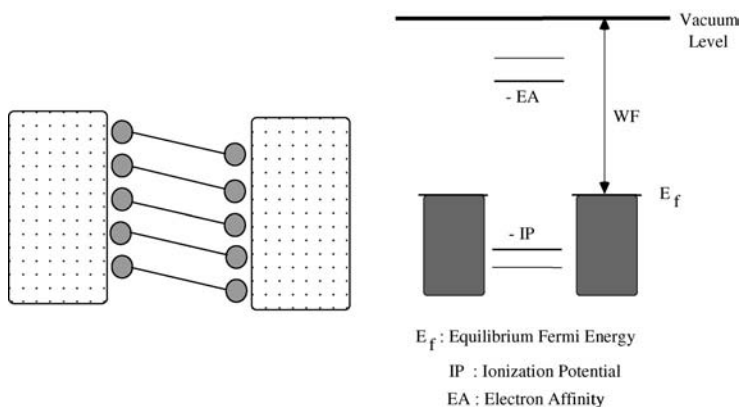 Vacuum
Level
- EA
WF
E f
- IP
E f : Equilibrium Fermi Energy
IP : Ionization Potential
EA : Electron Affinity